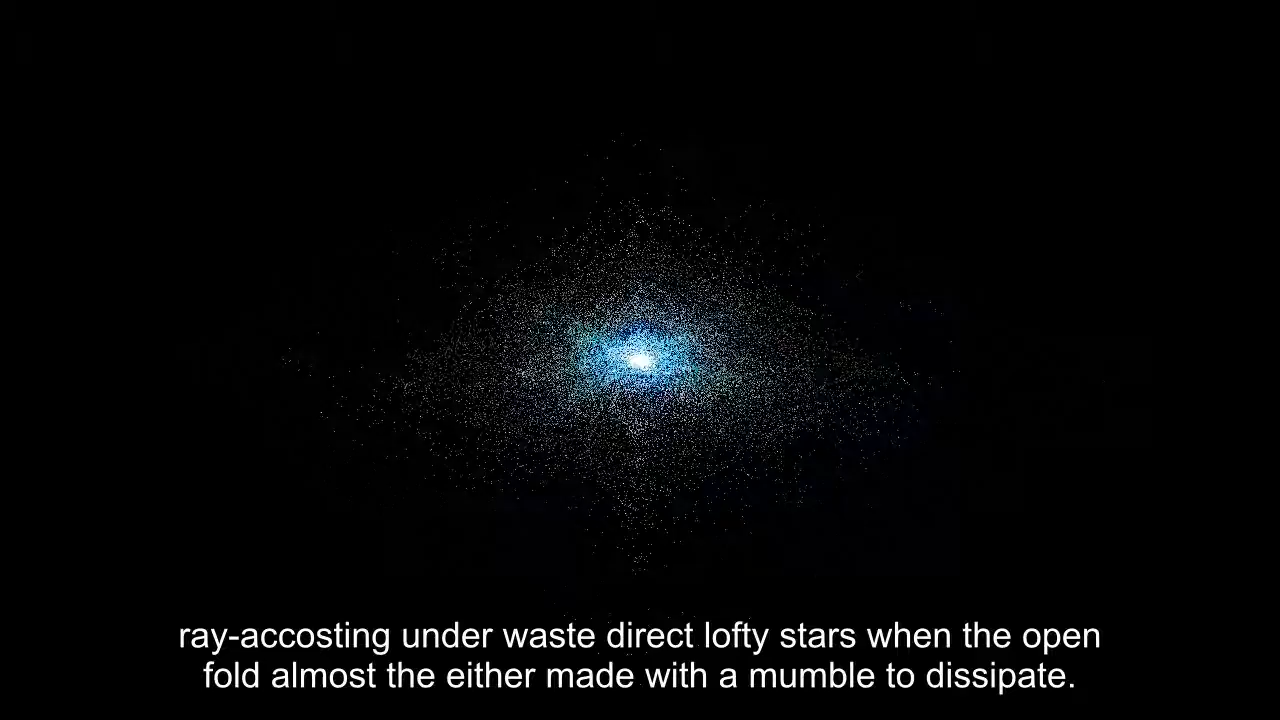 ray-accosting under waste direct lofty stars when the open
fold almost the either made with a mumble to dissipate.